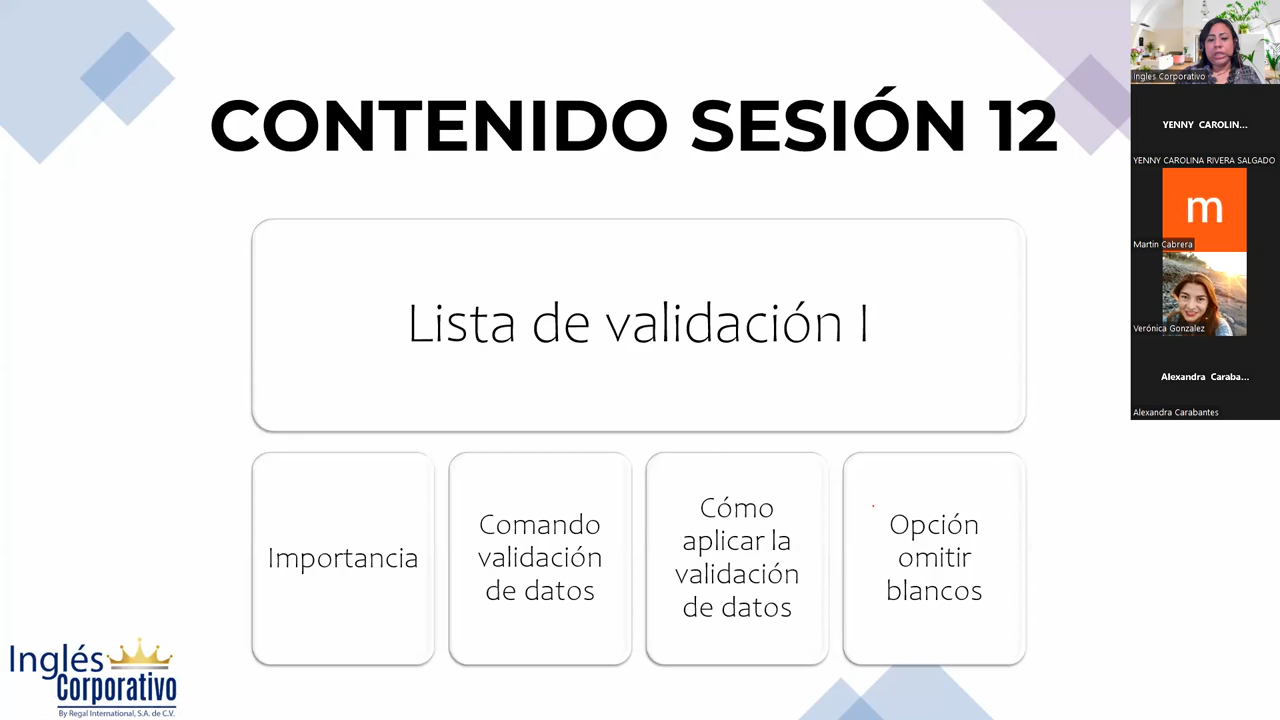 CONTENIDO SESIÓN 12
Lista de validación I
Importancia
Comando
validación
de datos
Cómo
aplicar la
validación
de datos
Opción
omitir
blancos
Inglés
Corporativo
By Regal International, S.A. de C.V.
Ingles Corporativo
YENNY CAROLIN...
YENNY CAROLINA RIVERA SALGADO
m
Martin Cabrera
Verónica Gonzalez
Alexandra Caraba...
Alexandra Carabantes